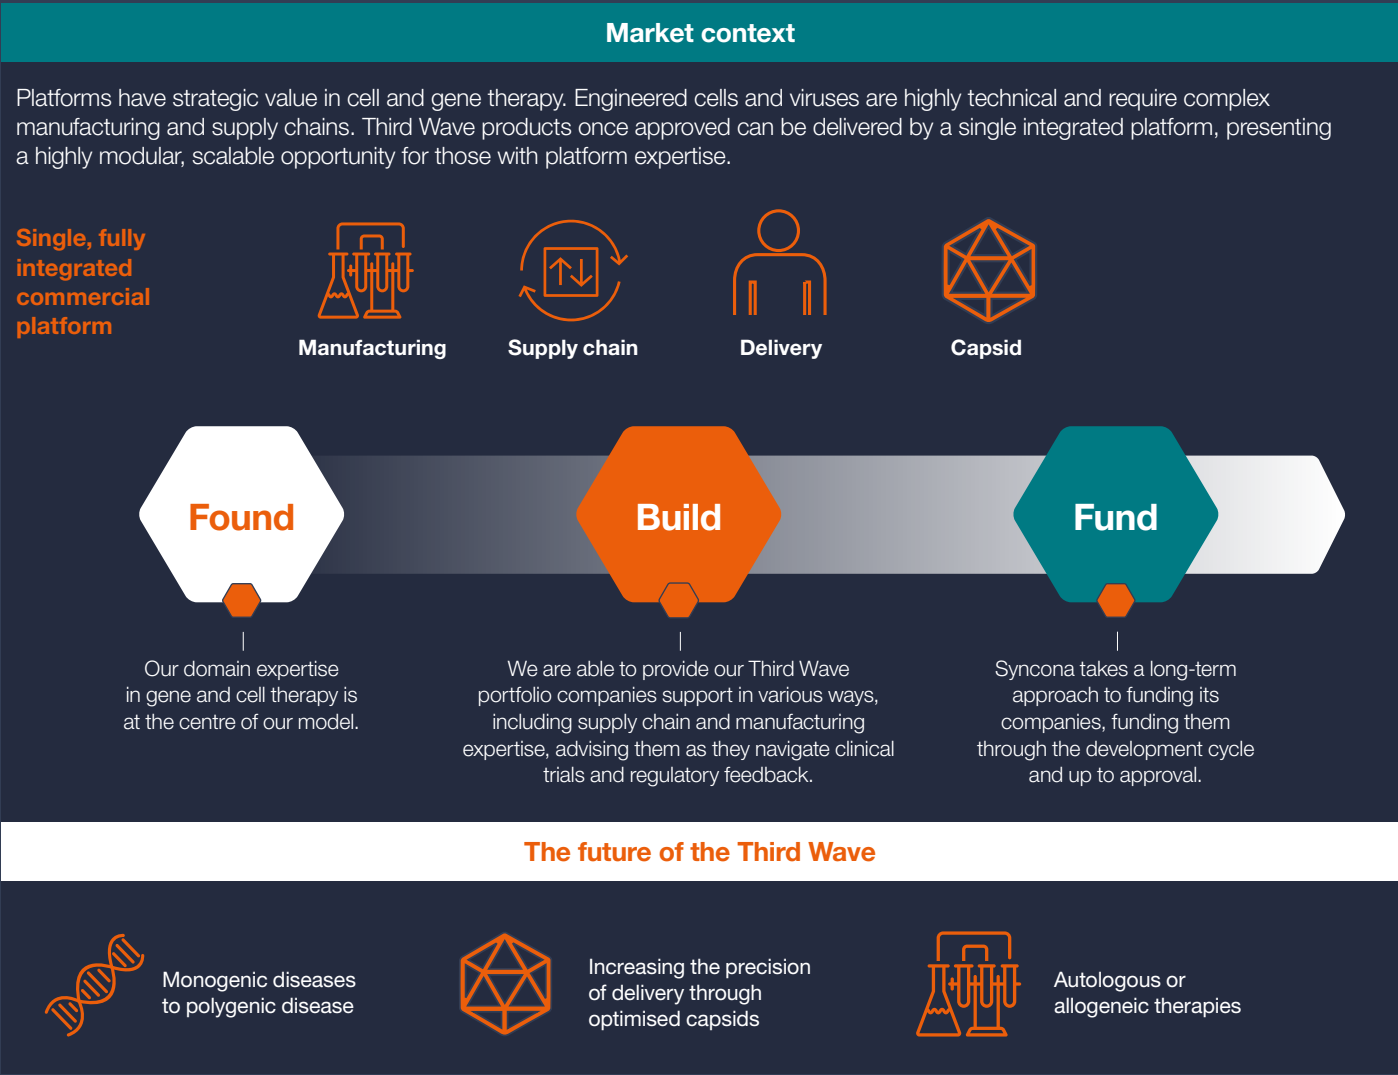 Market context
Platforms have strategic value in cell and gene therapy. Engineered cells and viruses are highly technical and require complex
manufacturing and supply chains. Third Wave products once approved can be delivered by a single integrated platform, presenting
a highly modular, scalable opportunity for those with platform expertise.
Single, fully
integrated
commercial
platform
Manufacturing
Supply chain
Delivery
Capsid
Found
Build
Fund
Our domain expertise
in gene and cell therapy is
at the centre of our model.
We are able to provide our Third Wave
portfolio companies support in various ways,
including supply chain and manufacturing
expertise, advising them as they navigate clinical
trials and regulatory feedback.
Syncona takes a long-term
approach to funding its
companies, funding them
through the development cycle
and up to approval.
The future of the Third Wave
Monogenic diseases
to polygenic disease
Increasing the precision
of delivery through
optimised capsids
Autologous or
allogeneic therapies